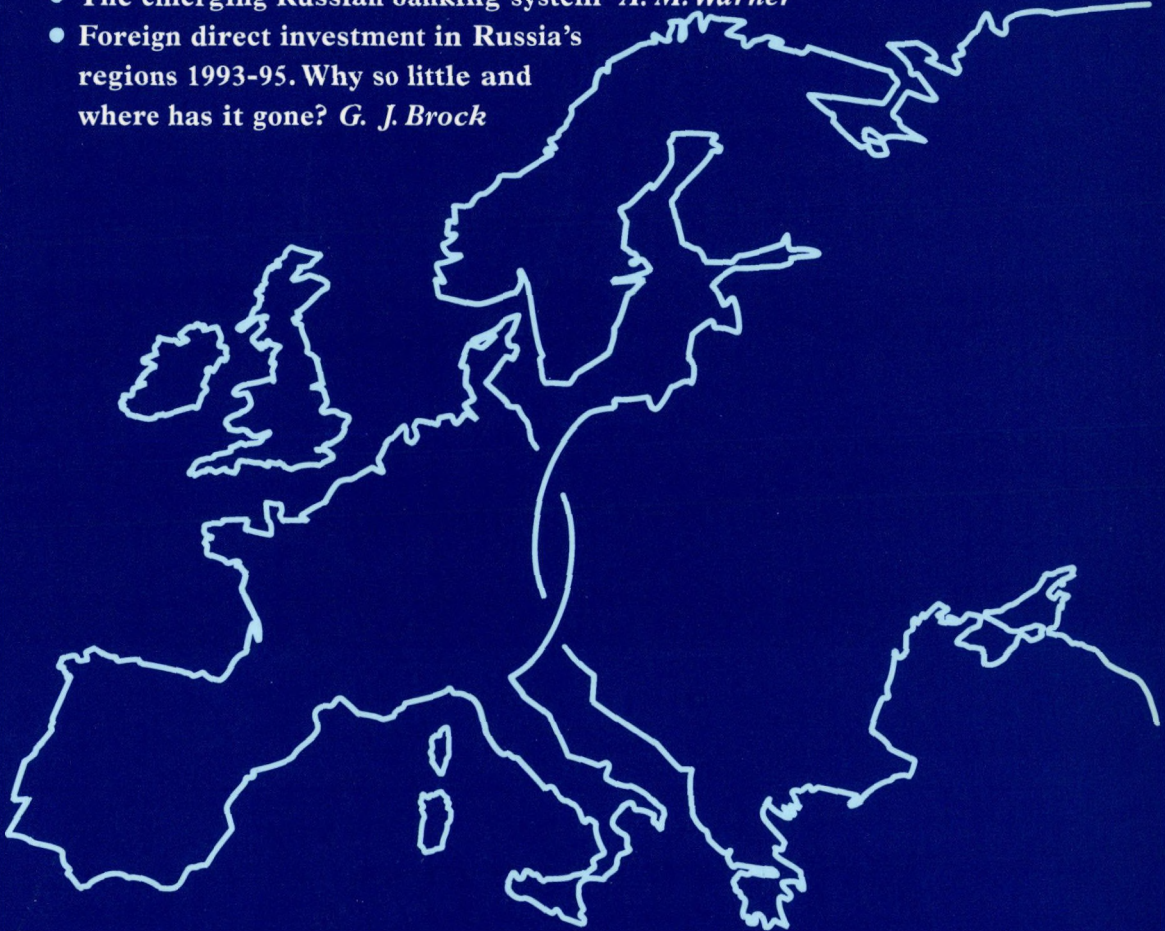 • The emerging Russian banking system A. M. Warner
• Foreign direct investment in Russia's
regions 1993-95. Why so little and
where has it gone? G. J. Brock